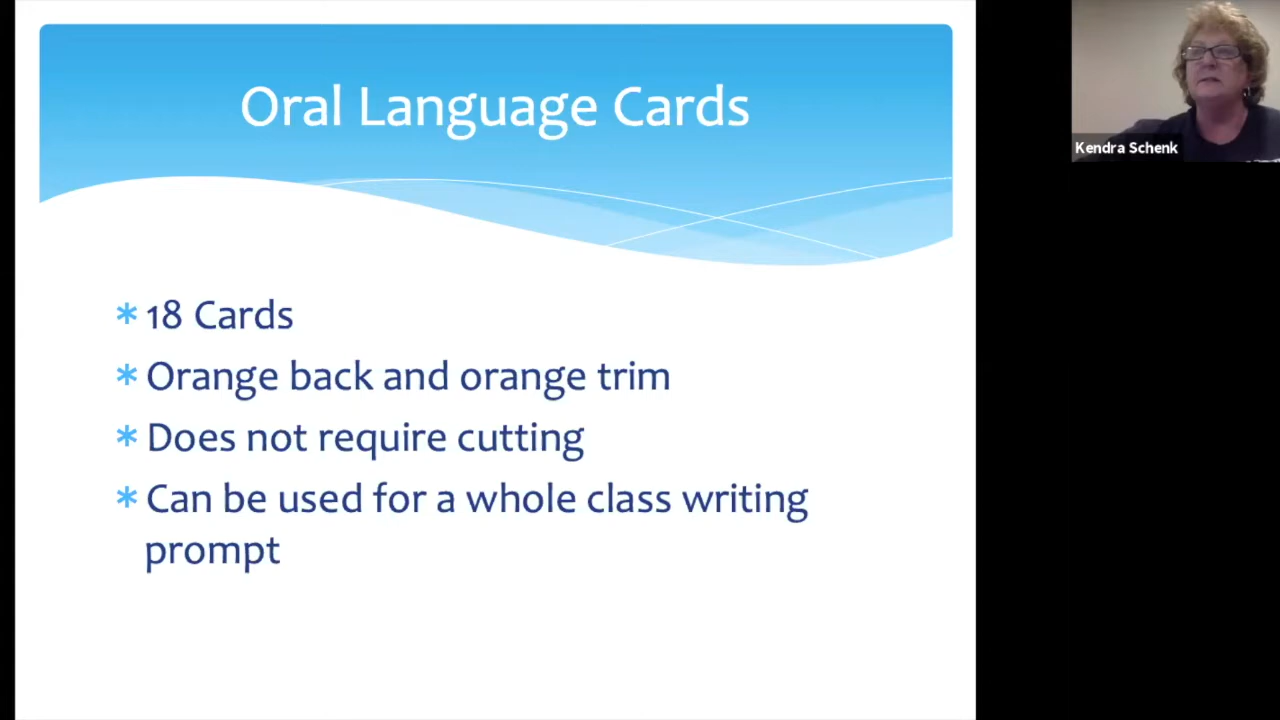 Oral Language Cards
* 18 Cards
* Orange back and orange trim
* Does not require cutting
* Can be used for a whole class writing
prompt
Kendra Schenk